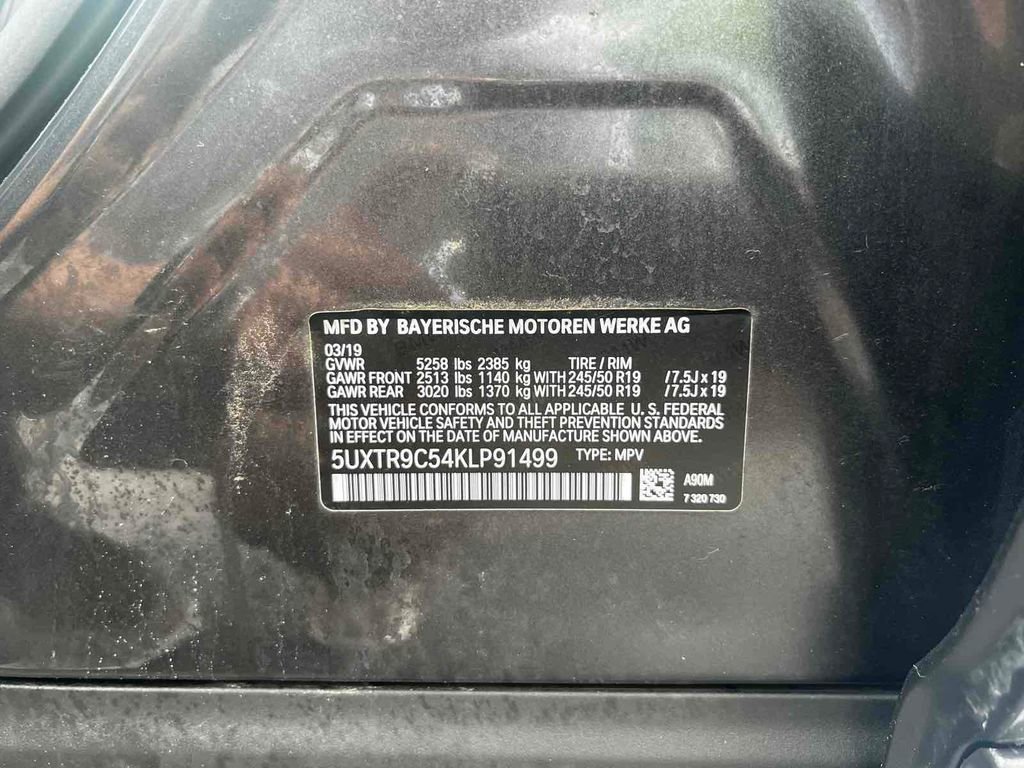 MFD BY BAYERISCHE MOTOREN WERKE AG
03/19
GVWR 5258 lbs 2385 kg TIRE / RIM
GAWR FRONT 2513 lbs 1140 kg WITH 245/50 R19 / 7.5J x 19
GAWR REAR 3020 lbs 1370 kg WITH 245/50 R19 / 7.5J x 19
THIS VEHICLE CONFORMS TO ALL APPLICABLE U. S. FEDERAL
MOTOR VEHICLE SAFETY AND THEFT PREVENTION STANDARDS
IN EFFECT ON THE DATE OF MANUFACTURE SHOWN ABOVE
5UXTR9C54KLP91499 TYPE: MPV
A90M
7 320 730